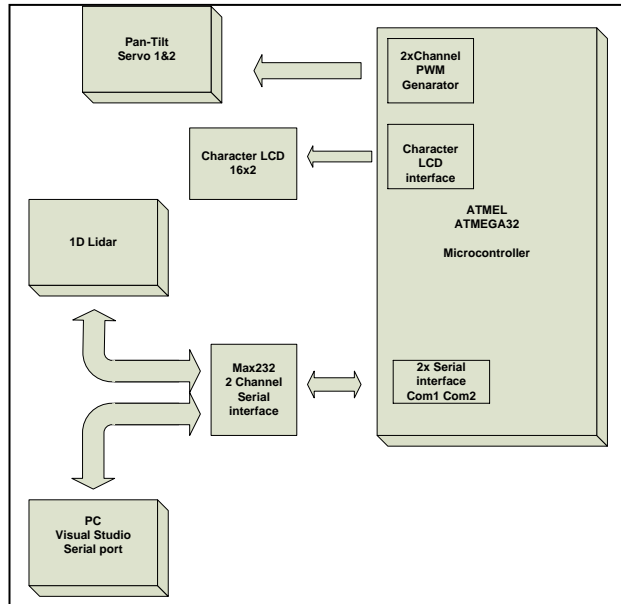 Pan-Tilt
Servo 1&2
2xChannel
PWM
Genarator
Character LCD
16x2
Character
LCD
interface
ATMEL
ATMEGA32
Microcontroller
1D Lidar
Max232
2 Channel
Serial
interface
2x Serial
interface
Com1 Com2
PC
Visual Studio
Serial port